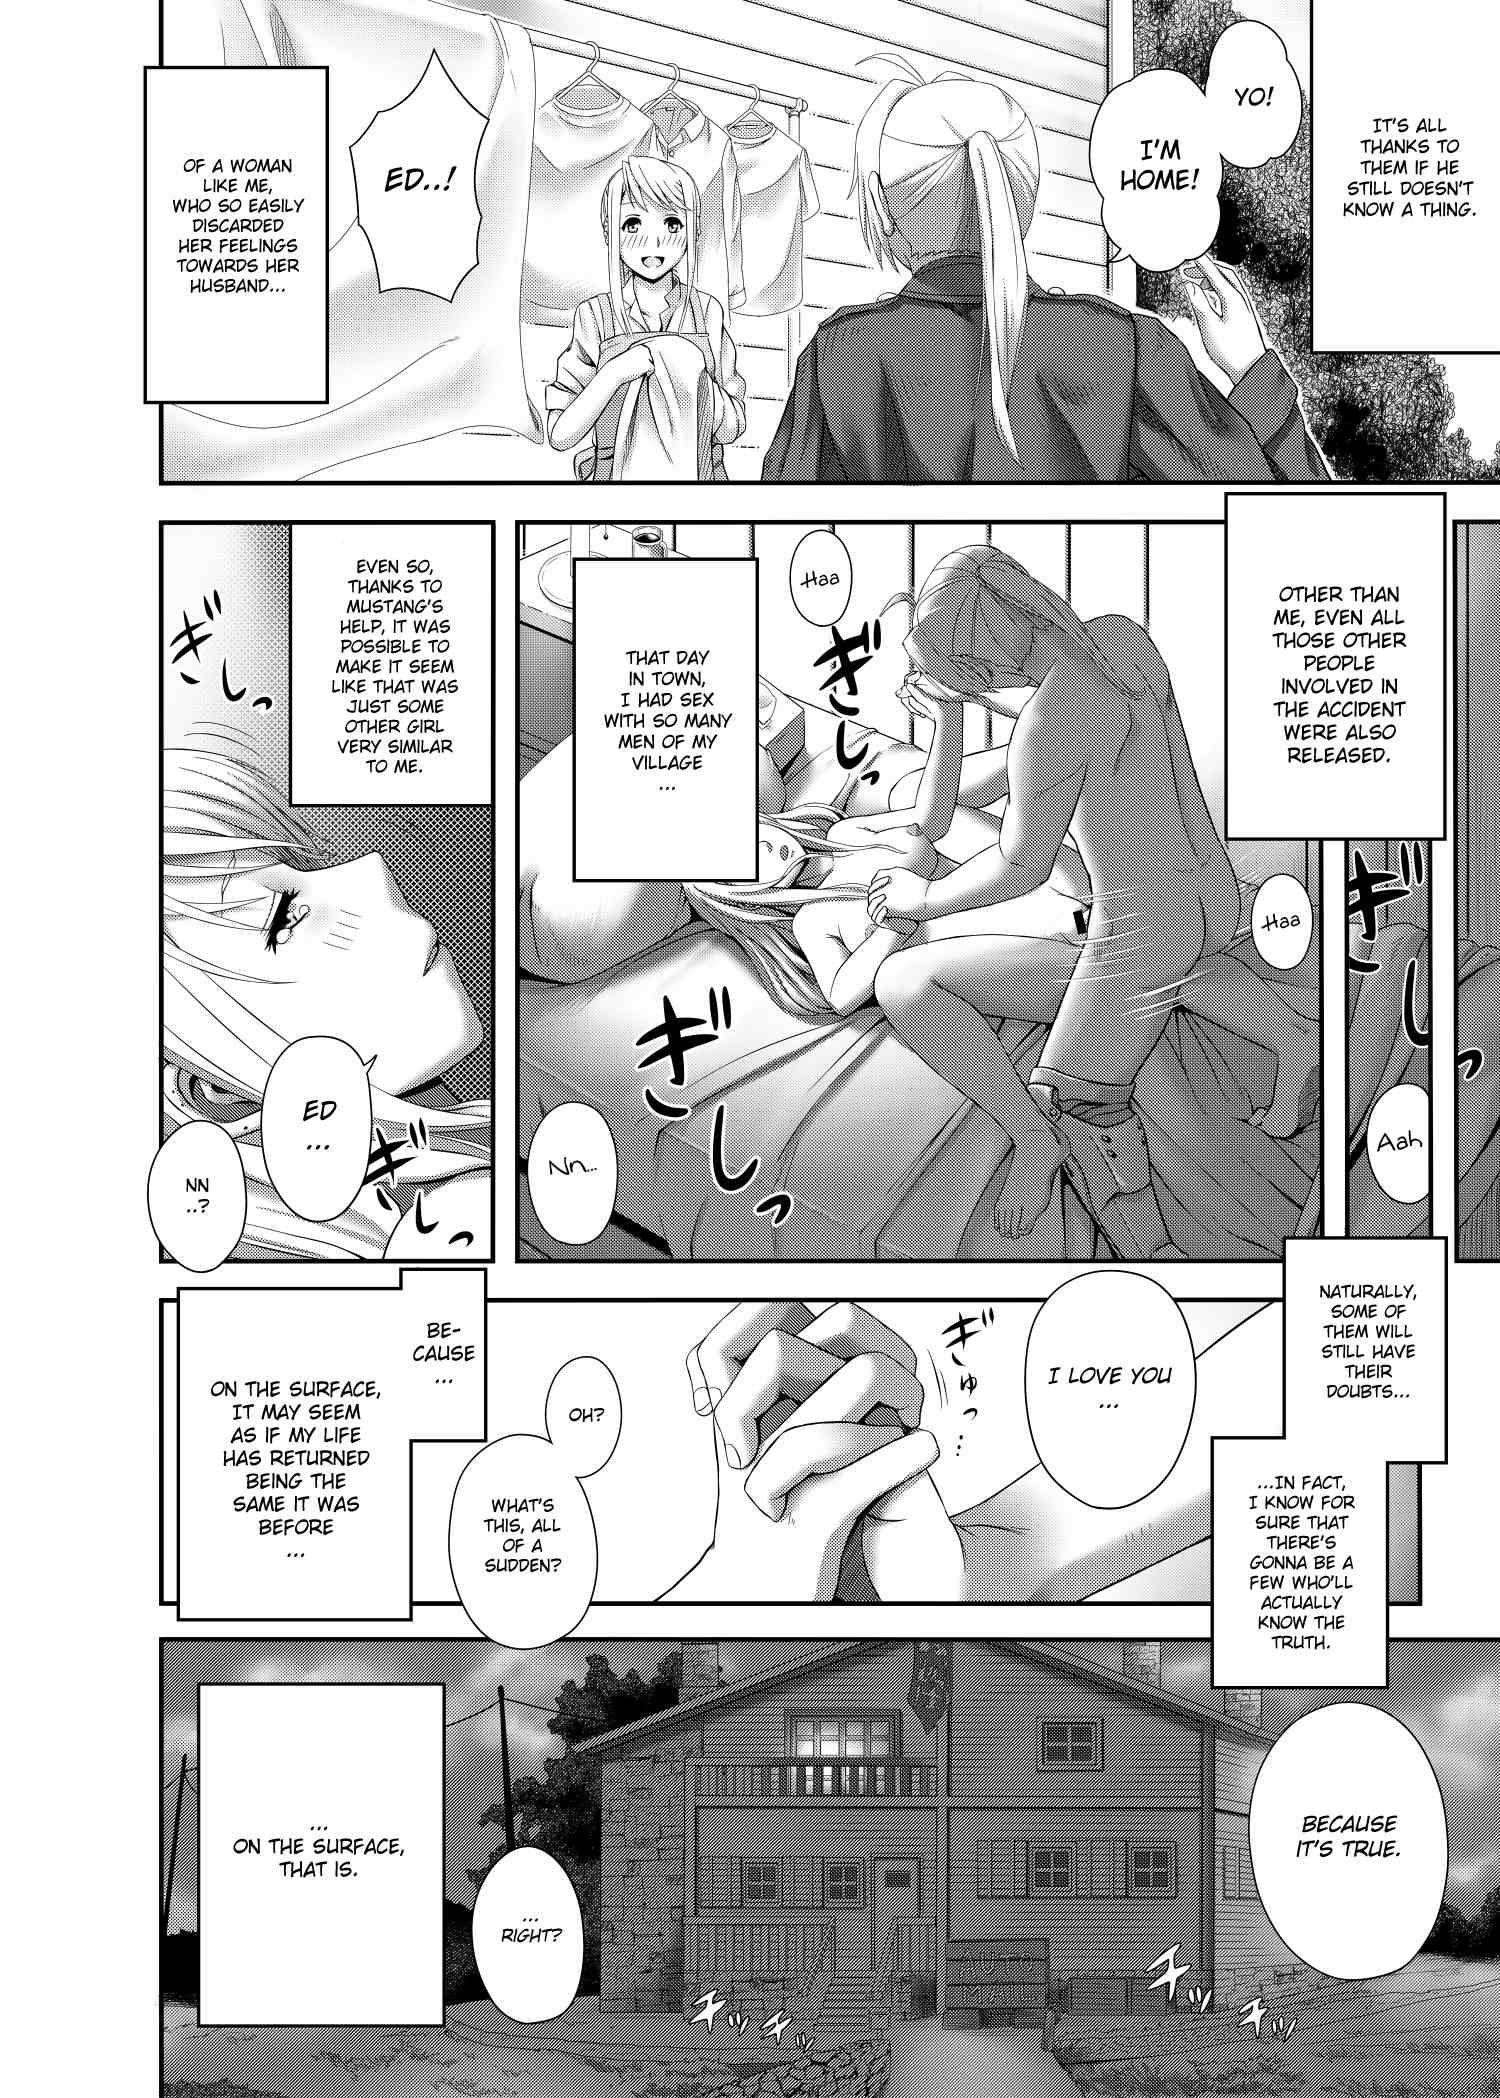 IT'S ALL
THANKS TO
THEM IF HE
STILL DOESN'T
KNOW A THING.
YO!
I'M
HOME!
ED..!
OF A WOMAN
LIKE ME,
WHO SO EASILY
DISCARDED
HER FEELINGS
TOWARDS HER
HUSBAND...
OTHER THAN
ME, EVEN ALL
THOSE OTHER
PEOPLE
INVOLVED IN
THE ACCIDENT
WERE ALSO
RELEASED.
Aah
Haa
Haa
THAT DAY
IN TOWN,
I HAD SEX
WITH SO MANY
MEN OF MY
VILLAGE
...
Nn...
ぎしっ
ぎしっ
EVEN SO,
THANKS TO
MUSTANG'S
HELP, IT WAS
POSSIBLE TO
MAKE IT SEEM
LIKE THAT WAS
JUST SOME
OTHER GIRL
VERY SIMILAR
TO ME.
ぎしっ
ED
...
NN
..?
ぎしっ
NATURALLY,
SOME OF
THEM WILL
STILL HAVE
THEIR
DOUBTS...
...IN FACT,
I KNOW FOR
SURE THAT
THERE'S
GONNA BE A
FEW WHO'LL
ACTUALLY
KNOW THE
TRUTH.
I LOVE YOU
...
ぎゅっ…
OH?
WHAT'S
THIS, ALL
OF A
SUDDEN?
BE-
CAUSE
...
ON THE SURFACE,
IT MAY SEEM
AS IF MY LIFE
HAS RETURNED
BEING THE
SAME IT WAS
BEFORE
...
BECAUSE
IT'S TRUE.
...
RIGHT?
...
ON THE SURFACE,
THAT IS.
チチチ
チチチ